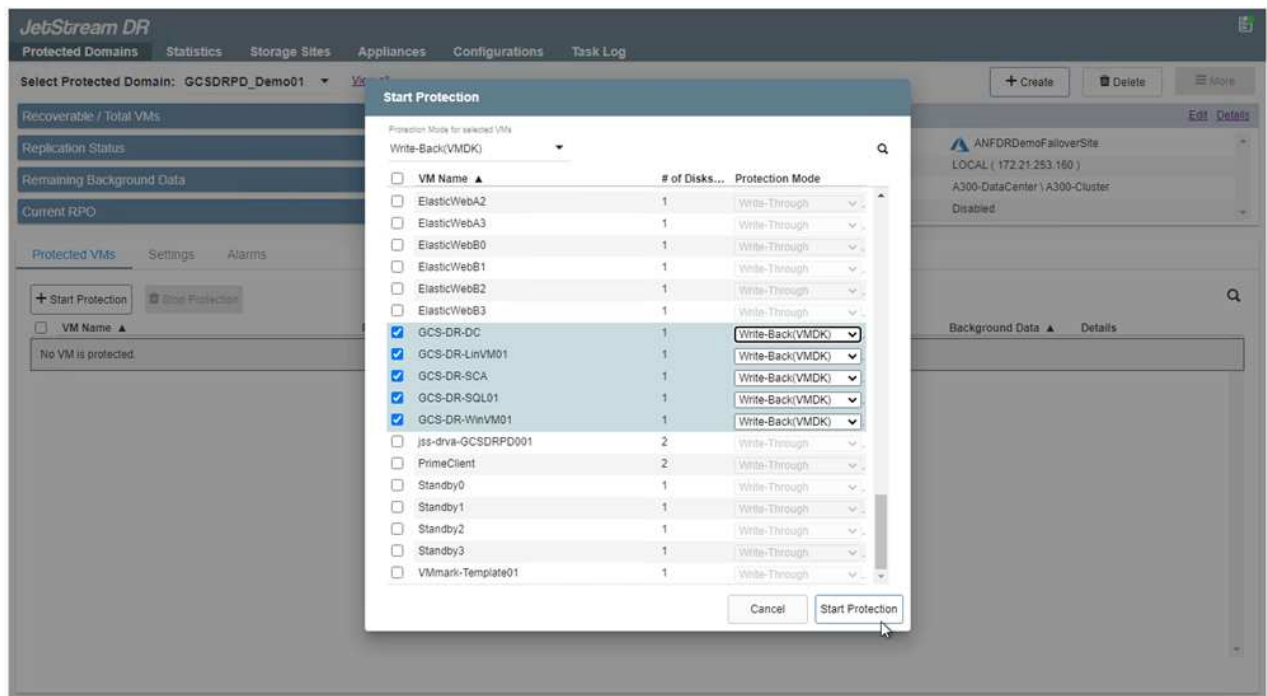 JetStream DR
Protected Domains Statistics Storage Sites Appliances Configurations Task Log
Select Protected Domain: GCSDRPD_Demo01
+ Create Delete More
Recoverable / Total VMs
Edit Details
Replication Status
ANFDRDemoFailoverSite
LOCAL ( 172.21.253.160 )
Remaining Background Data
A300-DataCenter \ A300-Cluster
Current RPO
Disabled
Protected VMs Settings Alarms
+ Start Protection Stop Protection
VM Name ▲
Background Data ▲ Details
No VM is protected.
Start Protection
Protection Mode for selected VMs
Write-Back(VMDK)
VM Name ▲ # of Disks... Protection Mode
ElasticWebA2 1 Write-Through
ElasticWebA3 1 Write-Through
ElasticWebB0 1 Write-Through
ElasticWebB1 1 Write-Through
ElasticWebB2 1 Write-Through
ElasticWebB3 1 Write-Through
GCS-DR-DC 1 Write-Back(VMDK)
GCS-DR-LinVM01 1 Write-Back(VMDK)
GCS-DR-SCA 1 Write-Back(VMDK)
GCS-DR-SQL01 1 Write-Back(VMDK)
GCS-DR-WinVM01 1 Write-Back(VMDK)
jss-drva-GCSDRPD001 2 Write-Through
PrimeClient 2 Write-Through
Standby0 1 Write-Through
Standby1 1 Write-Through
Standby2 1 Write-Through
Standby3 1 Write-Through
VMmark-Template01 1 Write-Through
Cancel Start Protection